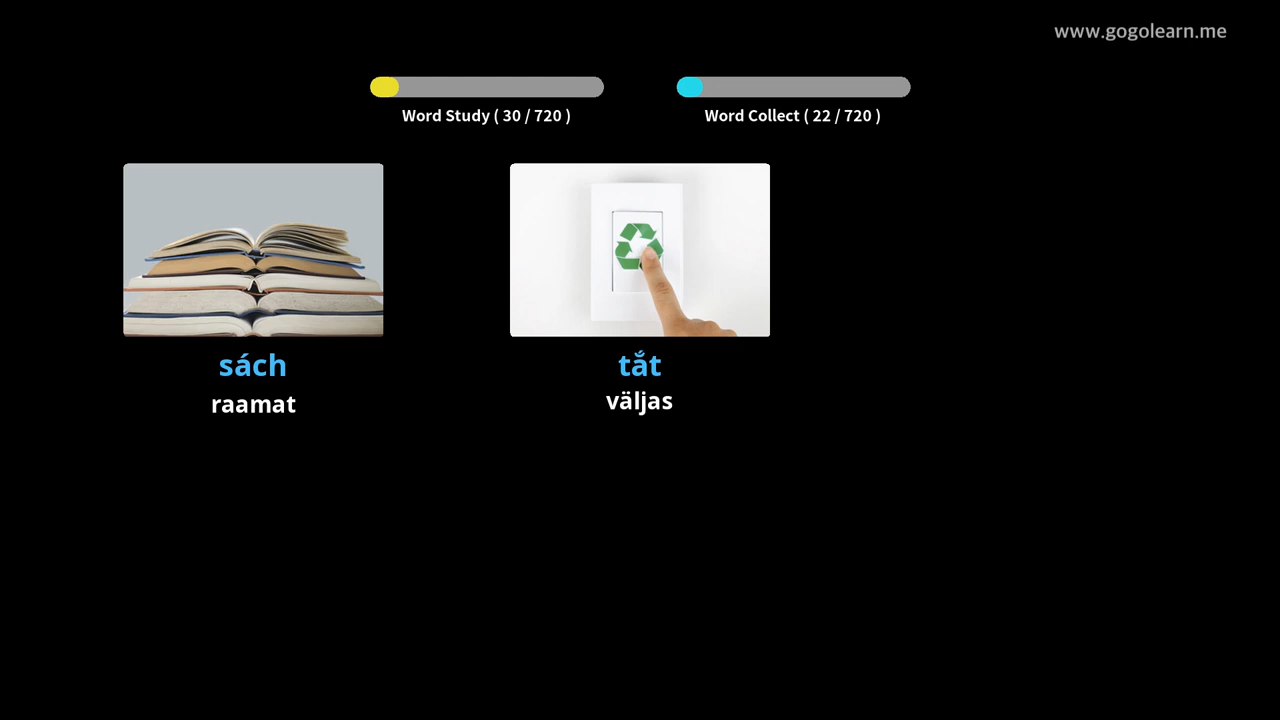 www.gogolearn.me
Word Study ( 30 / 720 )
Word Collect ( 22 / 720 )
sách
raamat
tắt
väljas